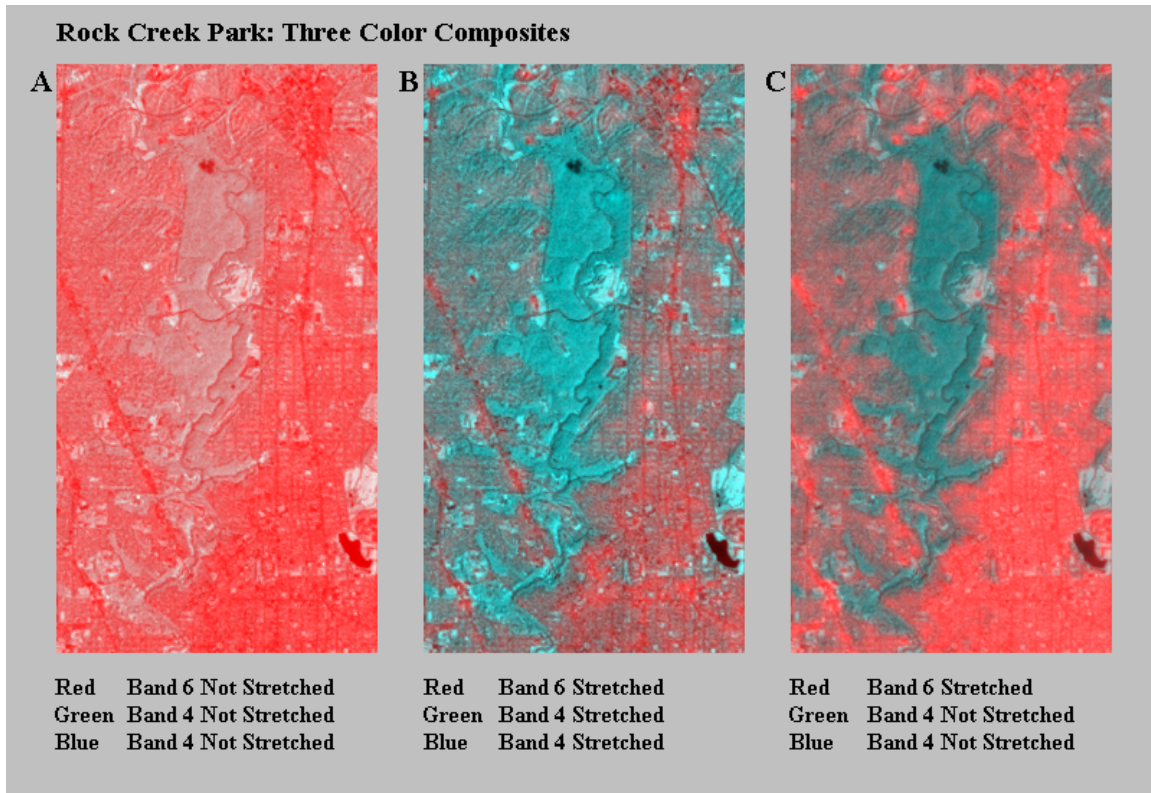 Rock Creek Park: Three Color Composites
A
B
C
Red Band 6 Not Stretched
Green Band 4 Not Stretched
Blue Band 4 Not Stretched
Red Band 6 Stretched
Green Band 4 Stretched
Blue Band 4 Stretched
Red Band 6 Stretched
Green Band 4 Not Stretched
Blue Band 4 Not Stretched